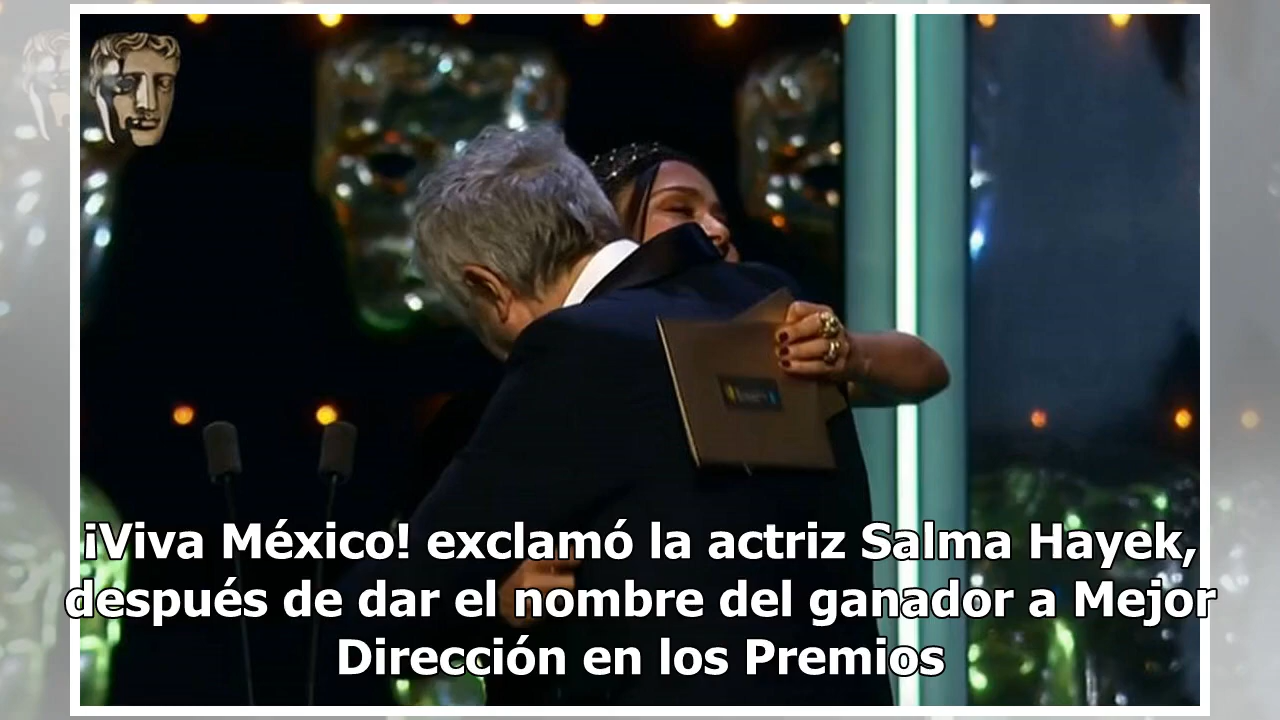 ¡Viva México! exclamó la actriz Salma Hayek,
después de dar el nombre del ganador a Mejor
Dirección en los Premios